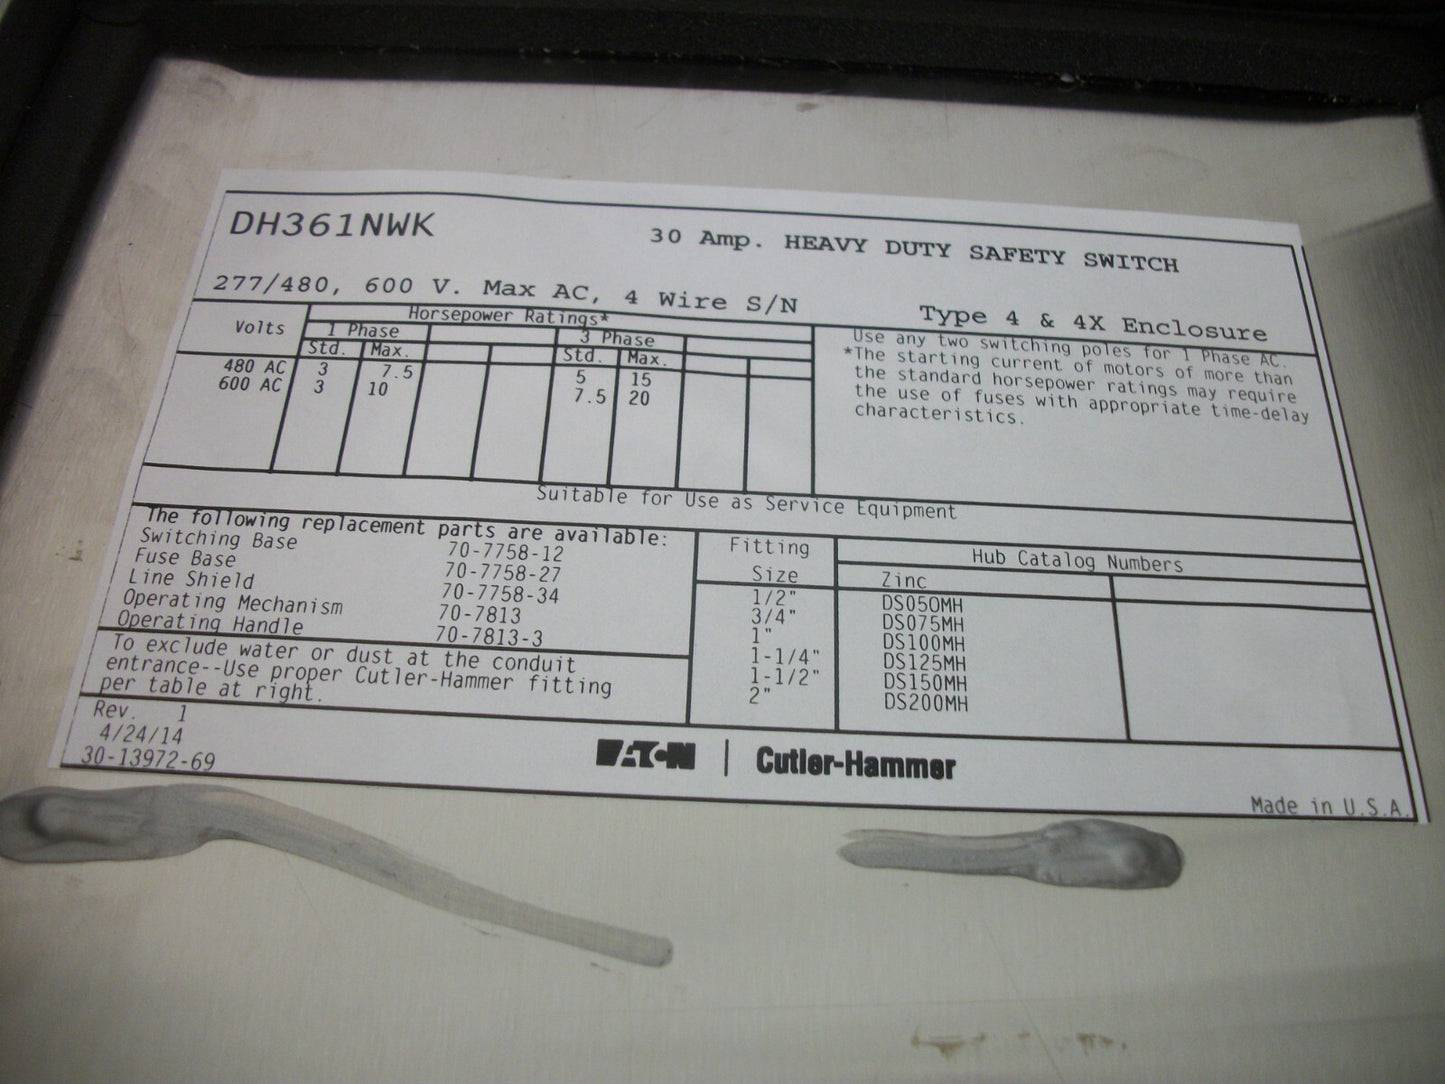 DH361NWK
30 Amp. HEAVY DUTY SAFETY SWITCH
277/480, 600 V. Max AC, 4 Wire S/N
Type 4 & 4X Enclosure
Volts
Horsepower Ratings*
1 Phase
3 Phase
Std. Max.
Std. Max.
480 AC 3 7.5 5 15
600 AC 3 10 7.5 20
Use any two switching poles for 1 Phase AC.
*The starting current of motors of more than
the standard horsepower ratings may require
the use of fuses with appropriate time-delay
characteristics.
Suitable for Use as Service Equipment
The following replacement parts are available:
Switching Base 70-7758-12
Fuse Base 70-7758-27
Line Shield 70-7758-34
Operating Mechanism 70-7813
Operating Handle 70-7813-3
To exclude water or dust at the conduit
entrance--Use proper Cutler-Hammer fitting
per table at right.
Fitting
Size
Hub Catalog Numbers
Zinc
1/2" DS050MH
3/4" DS075MH
1" DS100MH
1-1/4" DS125MH
1-1/2" DS150MH
2" DS200MH
Rev. 1
4/24/14
30-13972-69
EATON | Cutler-Hammer
Made in U.S.A.